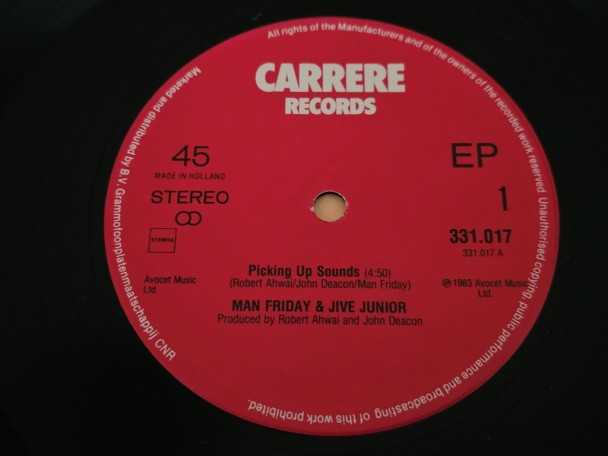 All rights of the Manufacturers and of the owners of the recorded work reserved. Unauthorised copying, public performance and broadcasting of this work prohibited.
Marketed and distributed by B.V. Grammofoonplatenmaatschappij CNR
CARRERE
RECORDS
45
MADE IN HOLLAND
STEREO
STEMRA
Avocet Music
Ltd.
EP
1
331.017
331.017 A
℗ 1983 Avocet Music
Ltd.
Picking Up Sounds (4:50)
(Robert Ahwai/John Deacon/Man Friday)
MAN FRIDAY & JIVE JUNIOR
Produced by Robert Ahwai and John Deacon